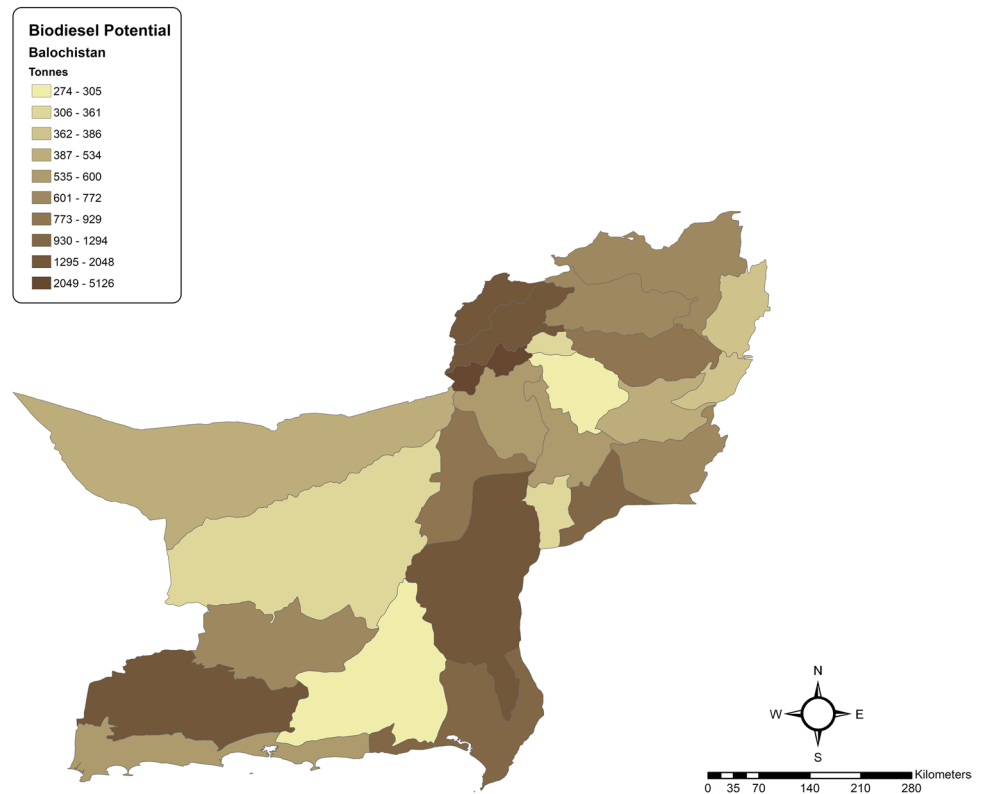 Biodiesel Potential
Balochistan
Tonnes
274 - 305
306 - 361
362 - 386
387 - 534
535 - 600
601 - 772
773 - 929
930 - 1294
1295 - 2048
2049 - 5126
N
W E
S
Kilometers
0 35 70 140 210 280